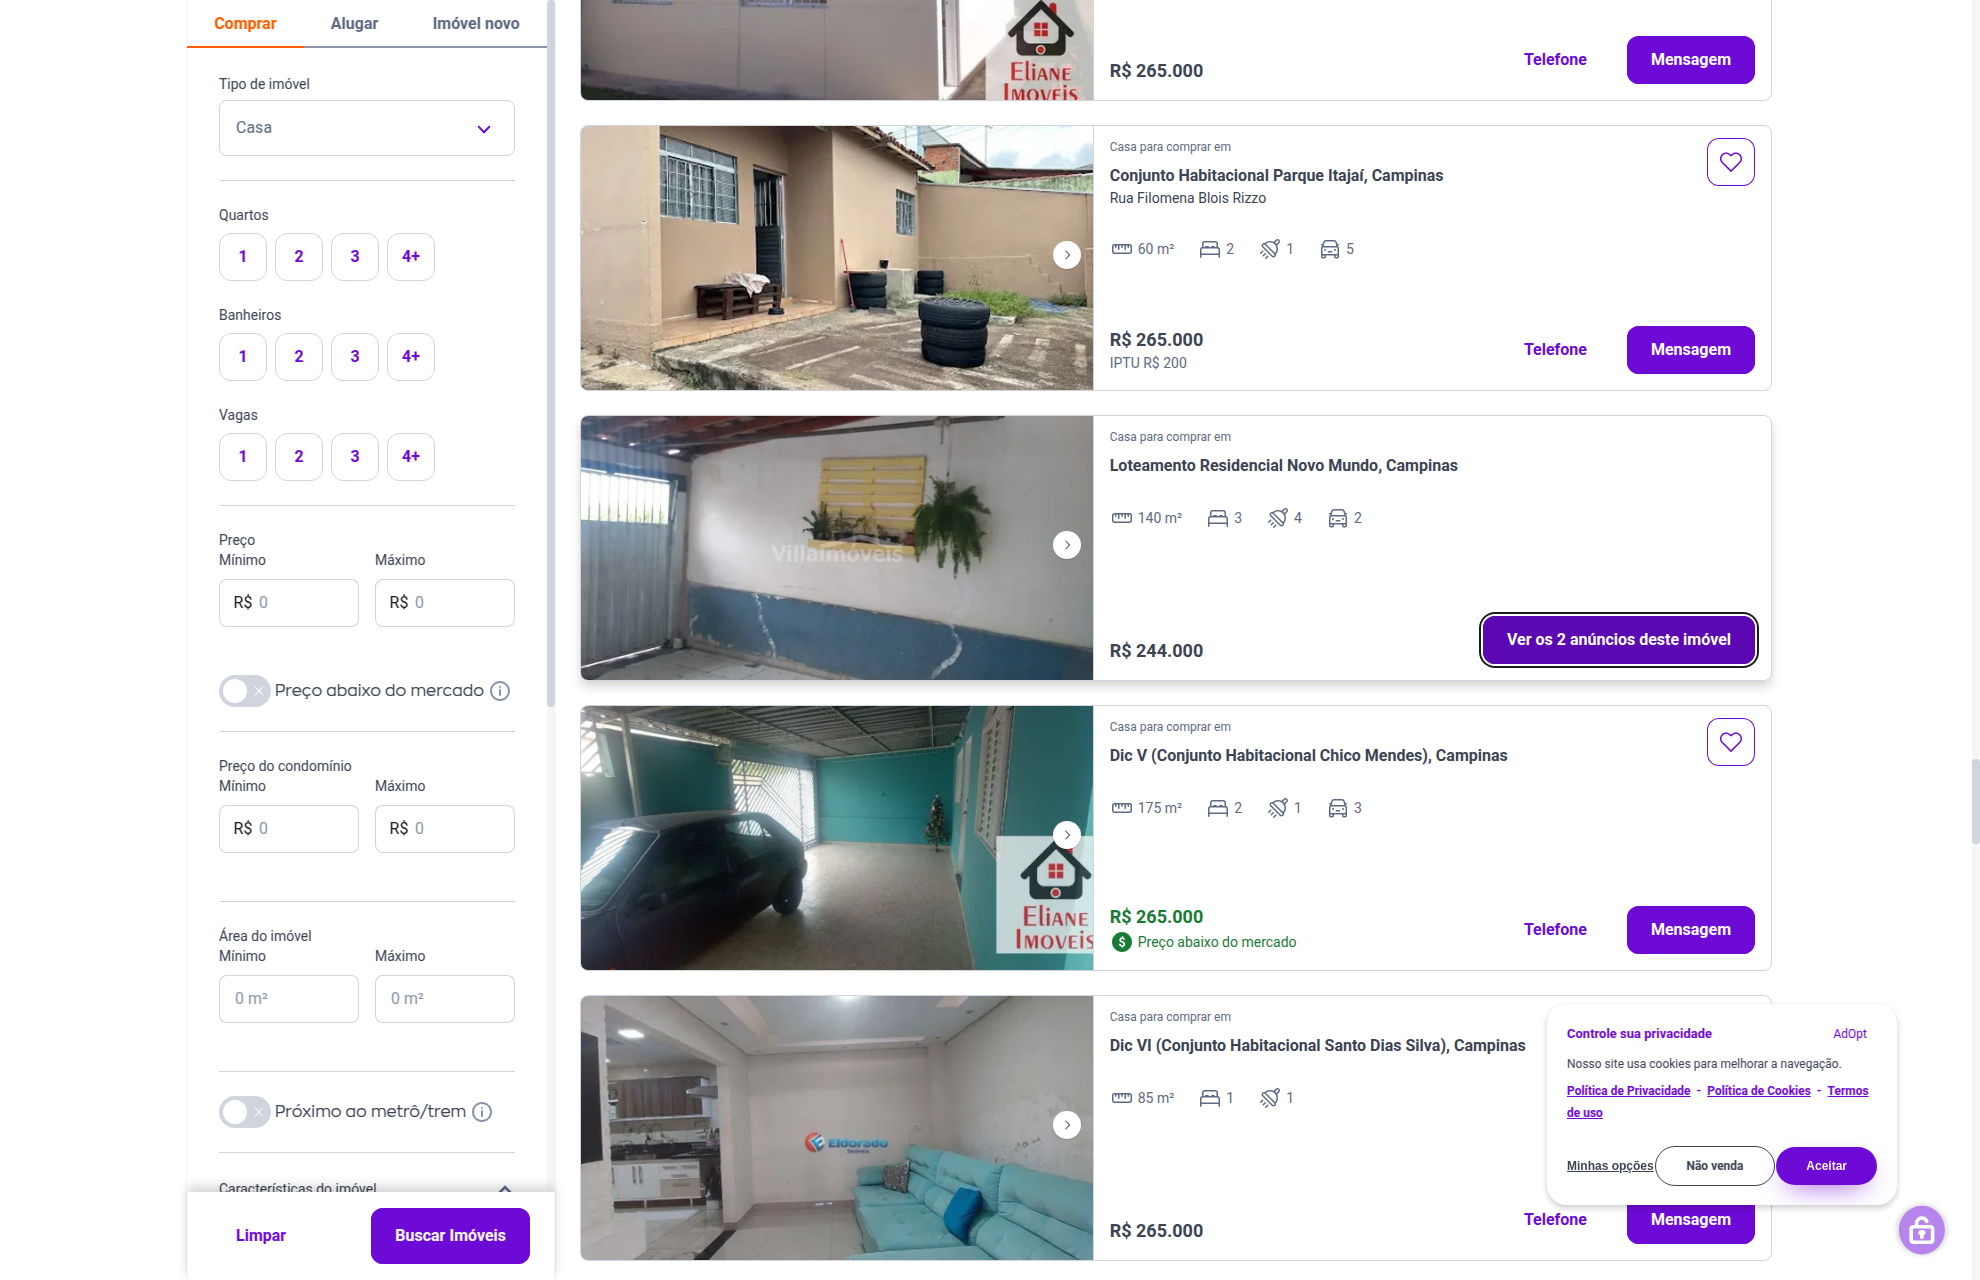 Comprar
Alugar
Imóvel novo
Tipo de imóvel
Casa
Quartos
1
2
3
4+
Banheiros
1
2
3
4+
Vagas
1
2
3
4+
Preço
Mínimo
Máximo
R$ 0
R$ 0
Preço abaixo do mercado
Preço do condomínio
Mínimo
Máximo
R$ 0
R$ 0
Área do imóvel
Mínimo
Máximo
0 m²
0 m²
Próximo ao metrô/trem
Características do imóvel
Limpar
Buscar Imóveis
ELIANE
IMOVEIS
R$ 265.000
Telefone
Mensagem
Casa para comprar em
Conjunto Habitacional Parque Itajaí, Campinas
Rua Filomena Blois Rizzo
60 m²
2
1
5
R$ 265.000
IPTU R$ 200
Telefone
Mensagem
VillaImóveis
Casa para comprar em
Loteamento Residencial Novo Mundo, Campinas
140 m²
3
4
2
R$ 244.000
Ver os 2 anúncios deste imóvel
ELIANE
IMOVEIS
Casa para comprar em
Dic V (Conjunto Habitacional Chico Mendes), Campinas
175 m²
2
1
3
R$ 265.000
$ Preço abaixo do mercado
Telefone
Mensagem
Eldorado
Imóveis
Casa para comprar em
Dic VI (Conjunto Habitacional Santo Dias Silva), Campinas
85 m²
1
1
R$ 265.000
Telefone
Mensagem
Controle sua privacidade
AdOpt
Nosso site usa cookies para melhorar a navegação.
Política de Privacidade - Política de Cookies - Termos
de uso
Minhas opções
Não venda
Aceitar